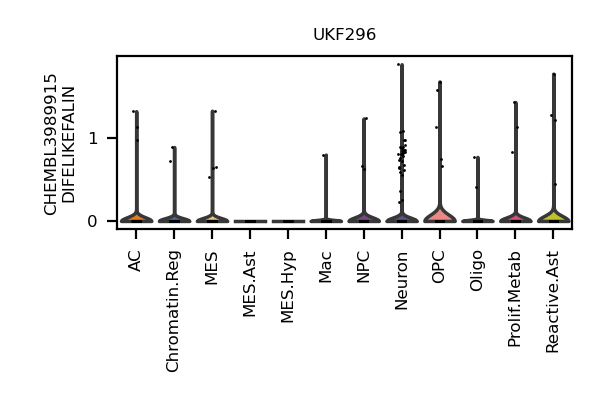 UKF296
CHEMBL3989915
DIFELIKEFALIN
1
0
AC
Chromatin.Reg
MES
MES.Ast
MES.Hyp
Mac
NPC
Neuron
OPC
Oligo
Prolif.Metab
Reactive.Ast